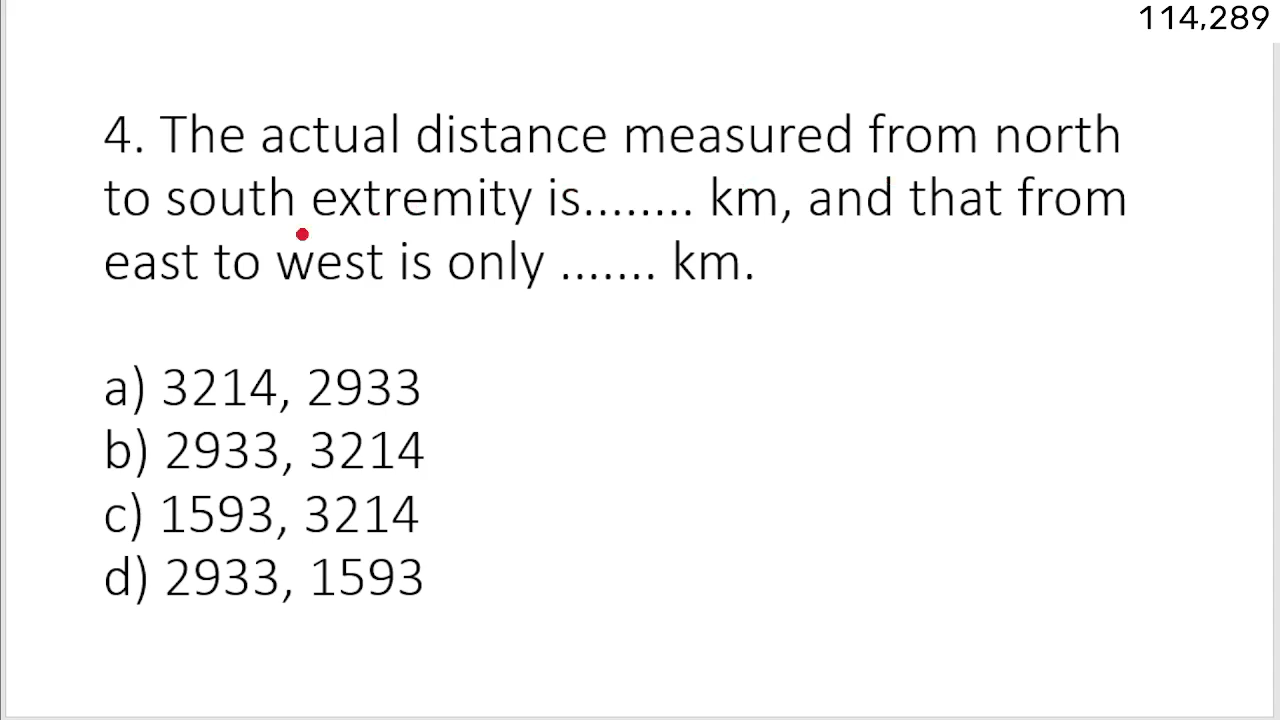 114,289
4. The actual distance measured from north
to south extremity is........ km, and that from
east to west is only ....... km.
a) 3214, 2933
b) 2933, 3214
c) 1593, 3214
d) 2933, 1593